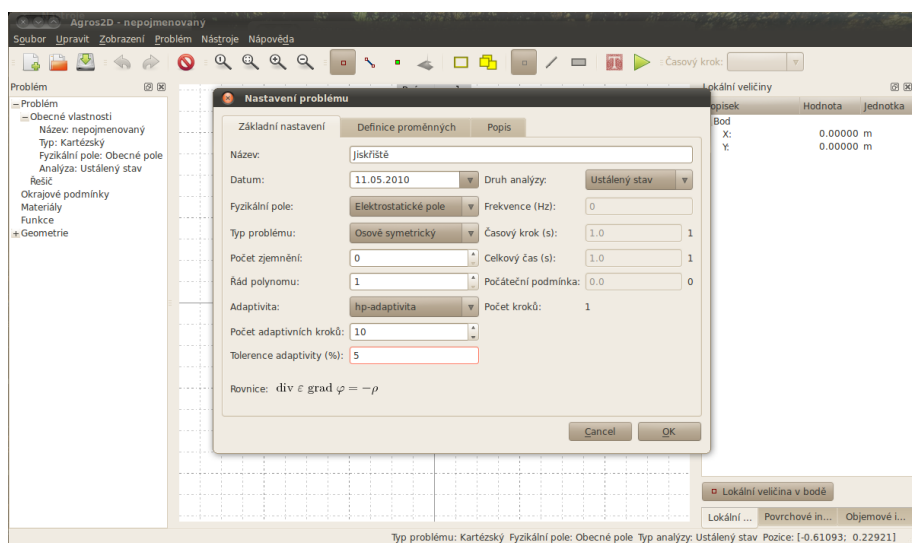 Agros2D - nepojmenovaný
Soubor Upravit Zobrazení Problém Nástroje Nápověda
Časový krok:
Problém
Problém
Obecné vlastnosti
Název: nepojmenovaný
Typ: Kartézský
Fyzikální pole: Obecné pole
Analýza: Ustálený stav
Řešič
Okrajové podmínky
Materiály
Funkce
Geometrie
Nastavení problému
Základní nastavení Definice proměnných Popis
Název: Jiskřiště
Datum: 11.05.2010 Druh analýzy: Ustálený stav
Fyzikální pole: Elektrostatické pole Frekvence (Hz): 0
Typ problému: Osově symetrický Časový krok (s): 1.0 1
Počet zjemnění: 0 Celkový čas (s): 1.0 1
Řád polynomu: 1 Počáteční podmínka: 0.0 0
Adaptivita: hp-adaptivita Počet kroků: 1
Počet adaptivních kroků: 10
Tolerence adaptivity (%): 5
Rovnice: div ε grad φ = −ρ
Cancel OK
okální veličiny
opisek Hodnota Jednotka
Bod
X: 0.00000 m
Y: 0.00000 m
Lokální veličina v bodě
Lokální ... Povrchové in... Objemové i...
Typ problému: Kartézský Fyzikální pole: Obecné pole Typ analýzy: Ustálený stav Pozice: [-0.61093; 0.22921]